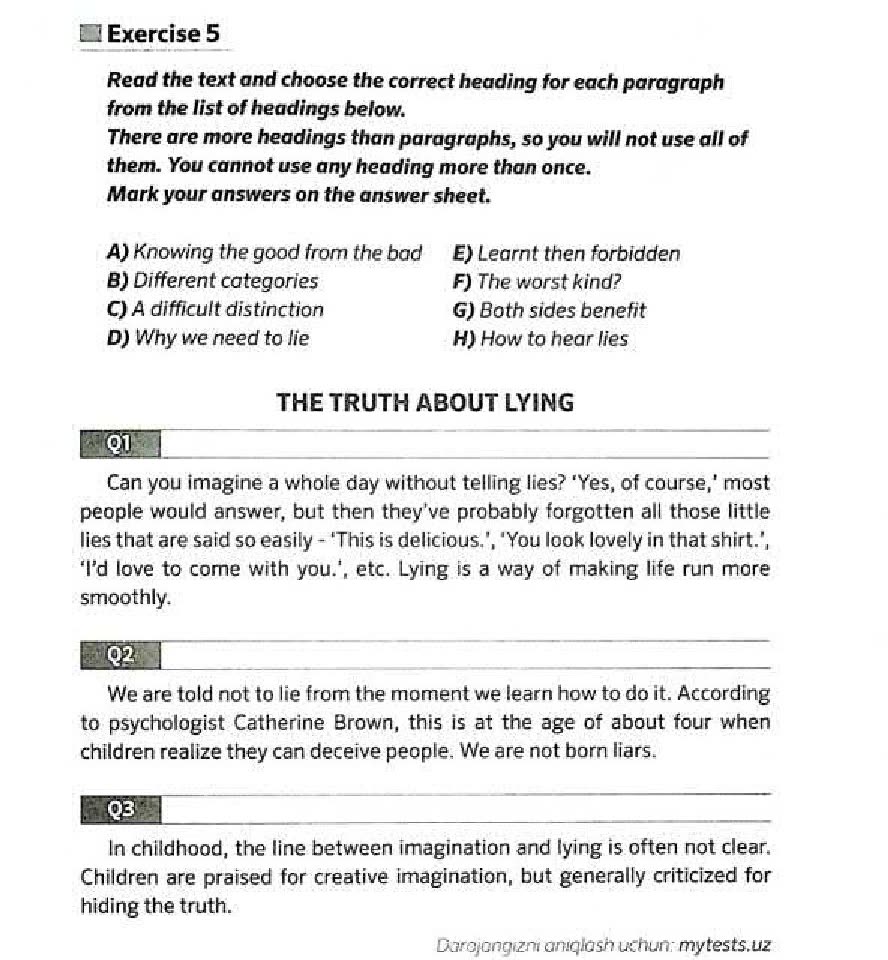 Exercise 5
Read the text and choose the correct heading for each paragraph
from the list of headings below.
There are more headings than paragraphs, so you will not use all of
them. You cannot use any heading more than once.
Mark your answers on the answer sheet.
A) Knowing the good from the bad
B) Different categories
C) A difficult distinction
D) Why we need to lie
E) Learnt then forbidden
F) The worst kind?
G) Both sides benefit
H) How to hear lies
THE TRUTH ABOUT LYING
Q1
Can you imagine a whole day without telling lies? 'Yes, of course,' most
people would answer, but then they've probably forgotten all those little
lies that are said so easily - 'This is delicious.', 'You look lovely in that shirt.',
'I'd love to come with you.', etc. Lying is a way of making life run more
smoothly.
Q2
We are told not to lie from the moment we learn how to do it. According
to psychologist Catherine Brown, this is at the age of about four when
children realize they can deceive people. We are not born liars.
Q3
In childhood, the line between imagination and lying is often not clear.
Children are praised for creative imagination, but generally criticized for
hiding the truth.
Darajangizni aniqlash uchun: mytests.uz